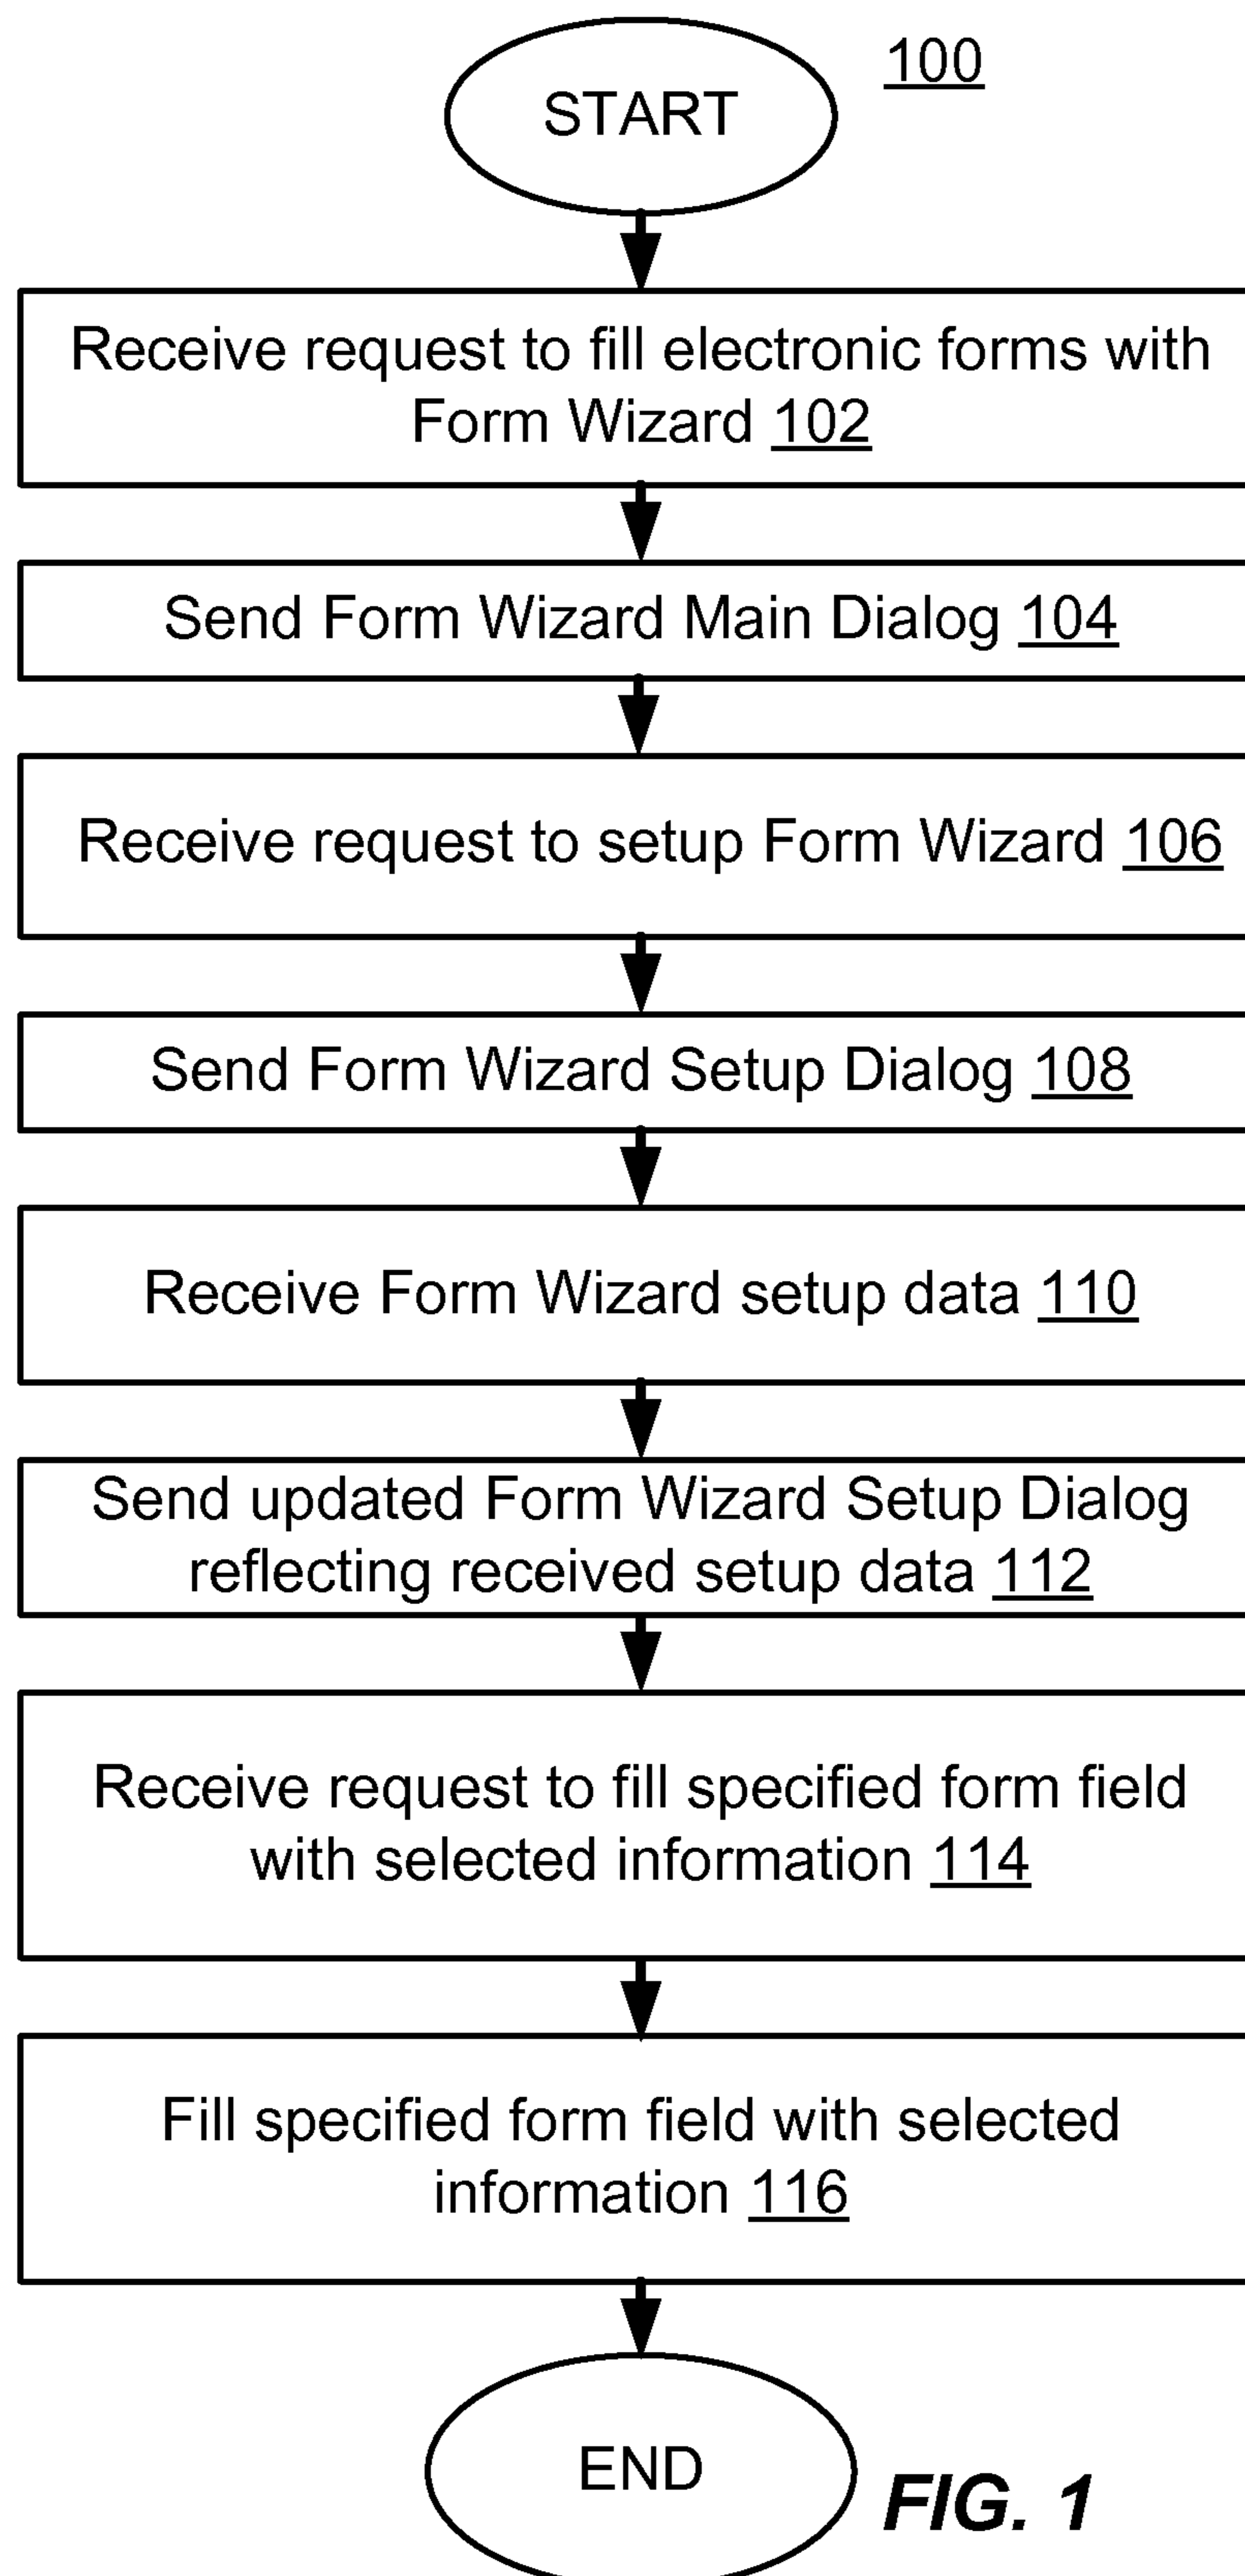 100
START
Receive request to fill electronic forms with
Form Wizard 102
Send Form Wizard Main Dialog 104
Receive request to setup Form Wizard 106
Send Form Wizard Setup Dialog 108
Receive Form Wizard setup data 110
Send updated Form Wizard Setup Dialog
reflecting received setup data 112
Receive request to fill specified form field
with selected information 114
Fill specified form field with selected
information 116
END
FIG. 1